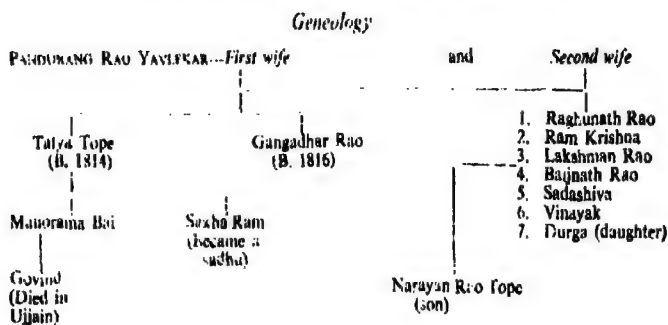 Geneology
PANDURANG RAO YAVLEKAR—First wife and Second wife
Tatya Tope
(B. 1814)
Gangadhar Rao
(B. 1816)
1. Raghunath Rao
2. Ram Krishna
3. Lakshman Rao
4. Baijnath Rao
5. Sadashiva
6. Vinayak
7. Durga (daughter)
Manorama Bai
Sakha Ram
(became a
sadhu)
Govind
(Died in
Ujjain)
Narayan Rao Tope
(son)